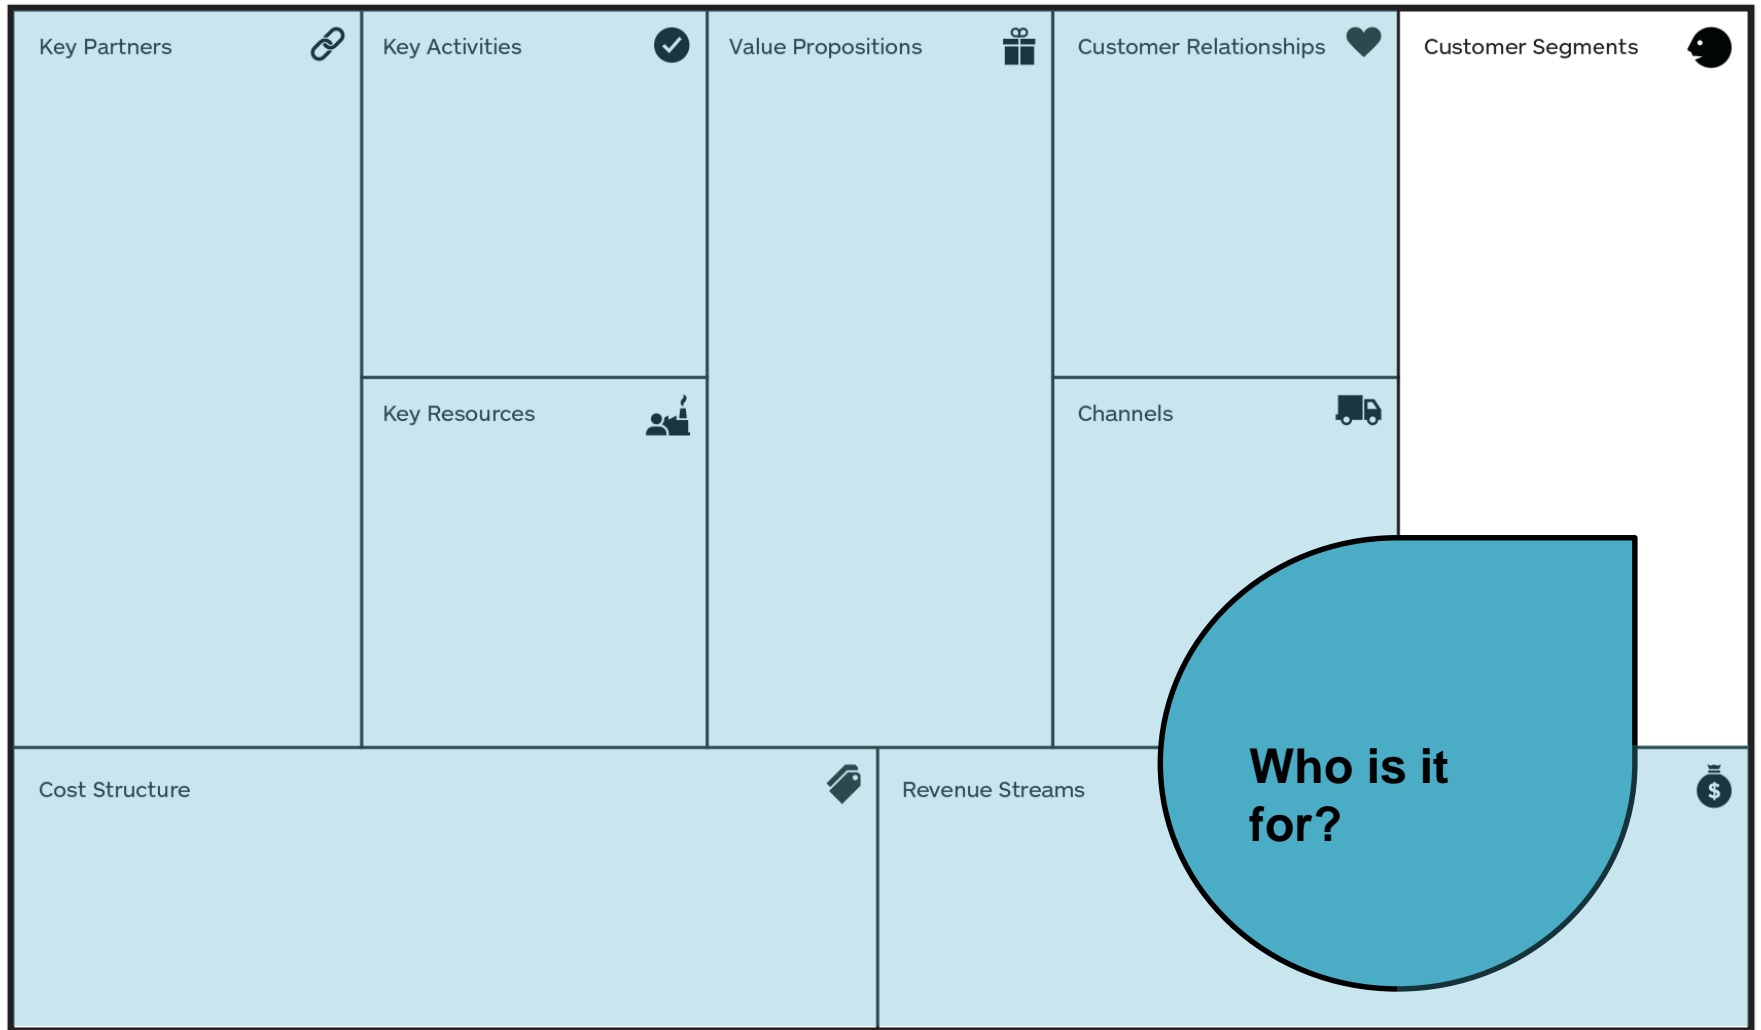 Key Partners
Key Activities
Value Propositions
Customer Relationships
Customer Segments
Key Resources
Channels
Cost Structure
Revenue Streams
$
Who is it
for?